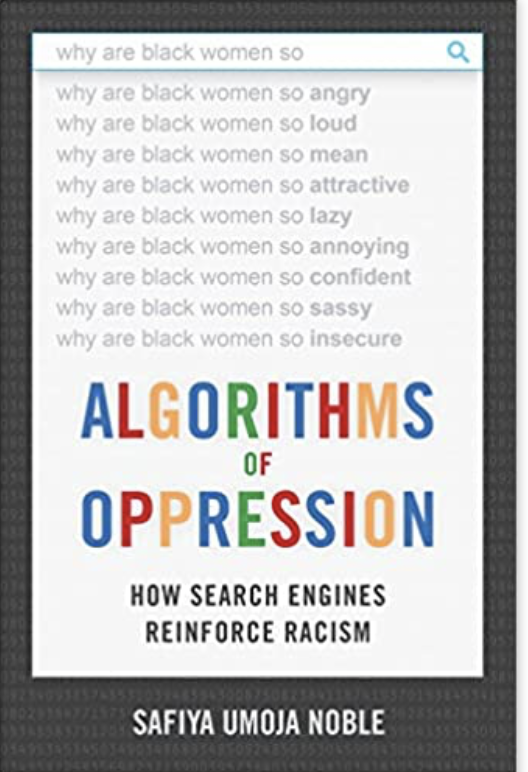 why are black women so
why are black women so angry
why are black women so loud
why are black women so mean
why are black women so attractive
why are black women so lazy
why are black women so annoying
why are black women so confident
why are black women so sassy
why are black women so insecure
ALGORITHMS
OF
OPPRESSION
HOW SEARCH ENGINES
REINFORCE RACISM
SAFIYA UMOJA NOBLE